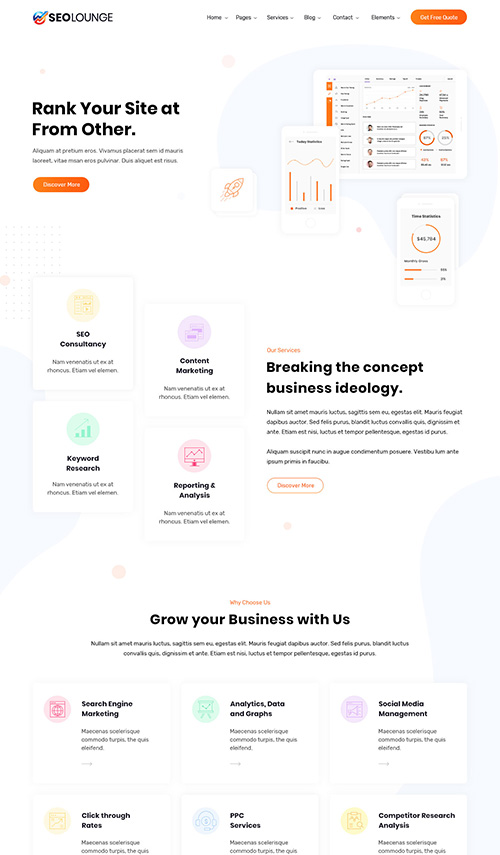 SEOLOUNGE
Home Pages Services Blog Contact Elements Get Free Quote
Rank Your Site at
From Other.
Aliquam at pretium eros. Vivamus placerat sem id mauris
laoreet, vitae msan eros pulvinar. Duis aliquet est risus.
Discover More
Today Statistics
Time Statistics
$45,704
Monthly Share
SEO
Consultancy
Nam venenatis ut ex at
rhoncus. Etiam vel elemen.
Content
Marketing
Nam venenatis ut ex at
rhoncus. Etiam vel elemen.
Keyword
Research
Nam venenatis ut ex at
rhoncus. Etiam vel elemen.
Reporting &
Analysis
Nam venenatis ut ex at
rhoncus. Etiam vel elemen.
Our Services
Breaking the concept
business ideology.
Nullam sit amet mauris luctus, sagittis sem eu, egestas elit. Mauris feugiat
dapibus auctor. Sed felis purus, blandit luctus convallis quis, dignissim et
ante. Etiam est nisi, luctus et tempor pellentesque, egestas id purus.
Aliquam suscipit nunc in augue condimentum posuere. Vestibu lum ante
ipsum primis in faucibu.
Discover More
Why Choose Us
Grow your Business with Us
Nullam sit amet mauris luctus, sagittis sem eu, egestas elit. Mauris feugiat dapibus auctor. Sed felis purus, blandit luctus
convallis quis, dignissim et ante. Etiam est nisi, luctus et tempor pellentesque, egestas id purus.
Search Engine
Marketing
Maecenas scelerisque
commodo turpis, the quis
eleifend.
Analytics, Data
and Graphs
Maecenas scelerisque
commodo turpis, the quis
eleifend.
Social Media
Management
Maecenas scelerisque
commodo turpis, the quis
eleifend.
Click through
Rates
Maecenas scelerisque
commodo turpis, the quis
PPC
Services
Maecenas scelerisque
commodo turpis, the quis
Competitor Research
Analysis
Maecenas scelerisque
commodo turpis, the quis